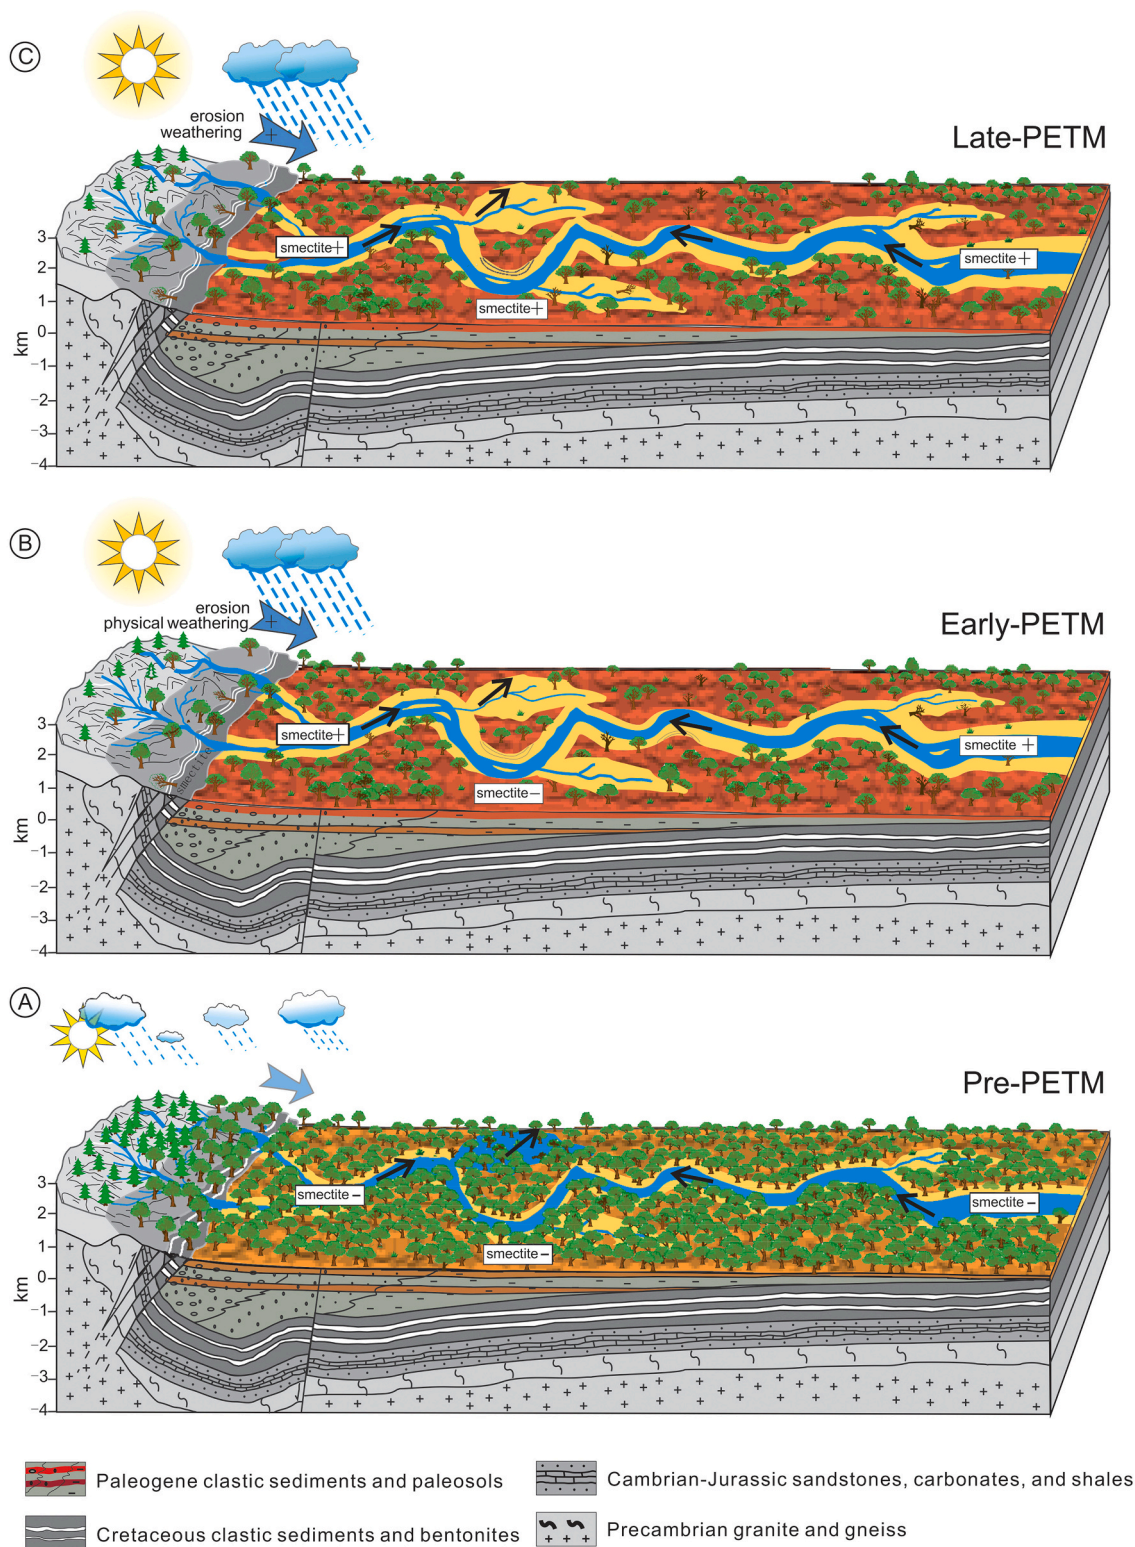 C
erosion
weathering
+
Late-PETM
smectite+
smectite+
smectite+
3
2
1
0
km
−1
−2
−3
−4
B
erosion
physical weathering
+
Early-PETM
smectite+
smectite +
smectite−
3
2
1
0
km
−1
−2
−3
−4
A
Pre-PETM
smectite −
smectite −
smectite −
3
2
1
0
km
−1
−2
−3
−4
Paleogene clastic sediments and paleosols
Cambrian-Jurassic sandstones, carbonates, and shales
Cretaceous clastic sediments and bentonites
Precambrian granite and gneiss